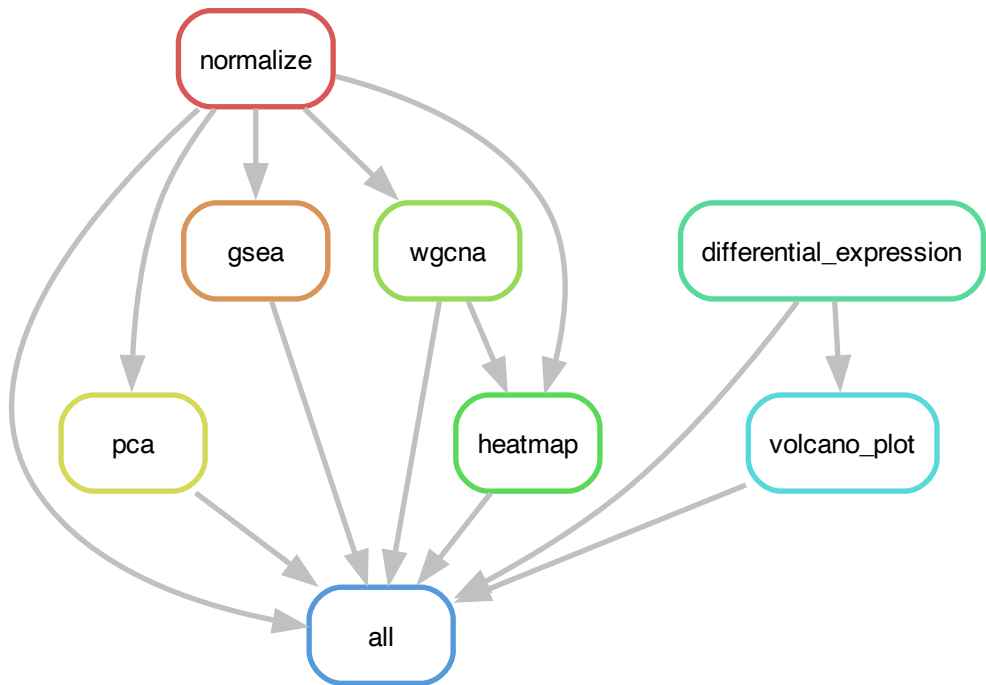 normalize
gsea
wgcna
differential_expression
pca
heatmap
volcano_plot
all